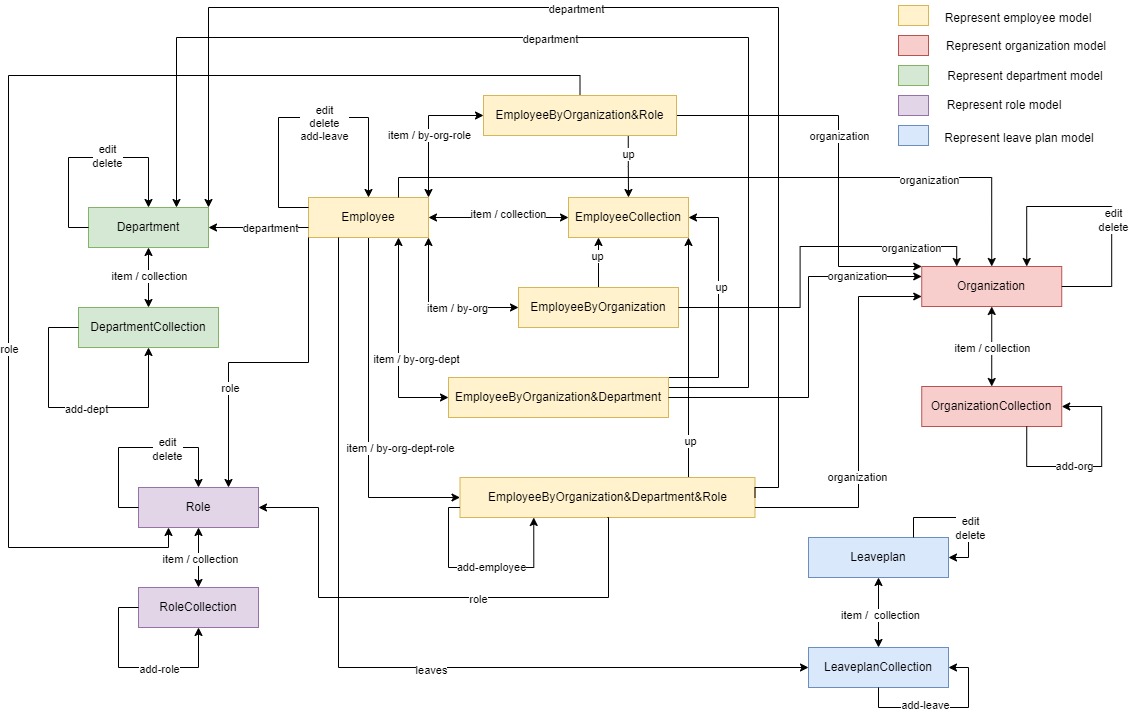 department
Represent employee model
department
Represent organization model
Represent department model
Represent role model
Represent leave plan model
edit
delete
add-leave
EmployeeByOrganization&Role
item / by-org-role
organization
edit
delete
up
organization
Employee
item / collection
EmployeeCollection
edit
delete
Department
department
organization
up
item / collection
organization
Organization
up
item / by-org
EmployeeByOrganization
DepartmentCollection
role
item / collection
item / by-org-dept
role
EmployeeByOrganization&Department
OrganizationCollection
add-dept
edit
delete
item / by-org-dept-role
up
add-org
organization
Role
EmployeeByOrganization&Department&Role
edit
delete
item / collection
add-employee
Leaveplan
role
RoleCollection
item / collection
add-role
leaves
LeaveplanCollection
add-leave